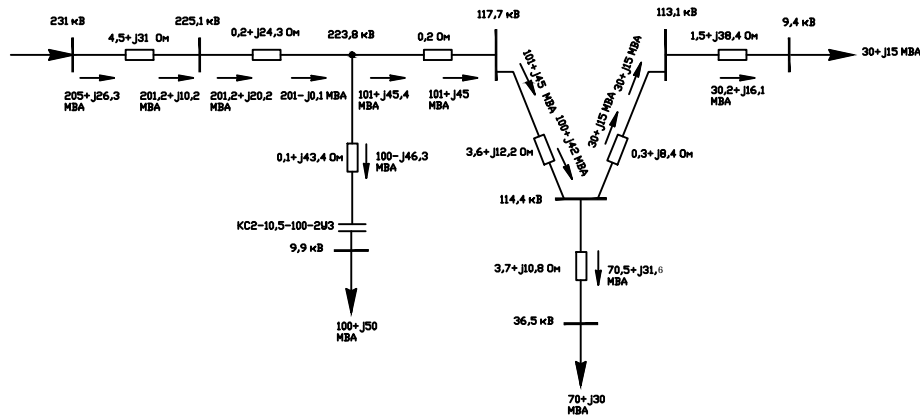 231 кВ
4,5+j31 Ом
225,1 кВ
0,2+j24,3 Ом
223,8 кВ
0,2 Ом
117,7 кВ
113,1 кВ
1,5+j38,4 Ом
9,4 кВ
30+j15 МВА
205+j26,3
МВА
201,2+j10,2
МВА
201,2+j20,2
МВА
201-j0,1 МВА
101+j45,4
МВА
101+j45
МВА
101+j45 МВА
100+j42 МВА
30+j15 МВА
30+j15 МВА
30,2+j16,1
МВА
0,1+j43,4 Ом
100-j46,3
МВА
3,6+j12,2 Ом
0,3+j8,4 Ом
КС2-10,5-100-2У3
9,9 кВ
114,4 кВ
3,7+j10,8 Ом
70,5+j31,6
МВА
100+j50
МВА
36,5 кВ
70+j30
МВА